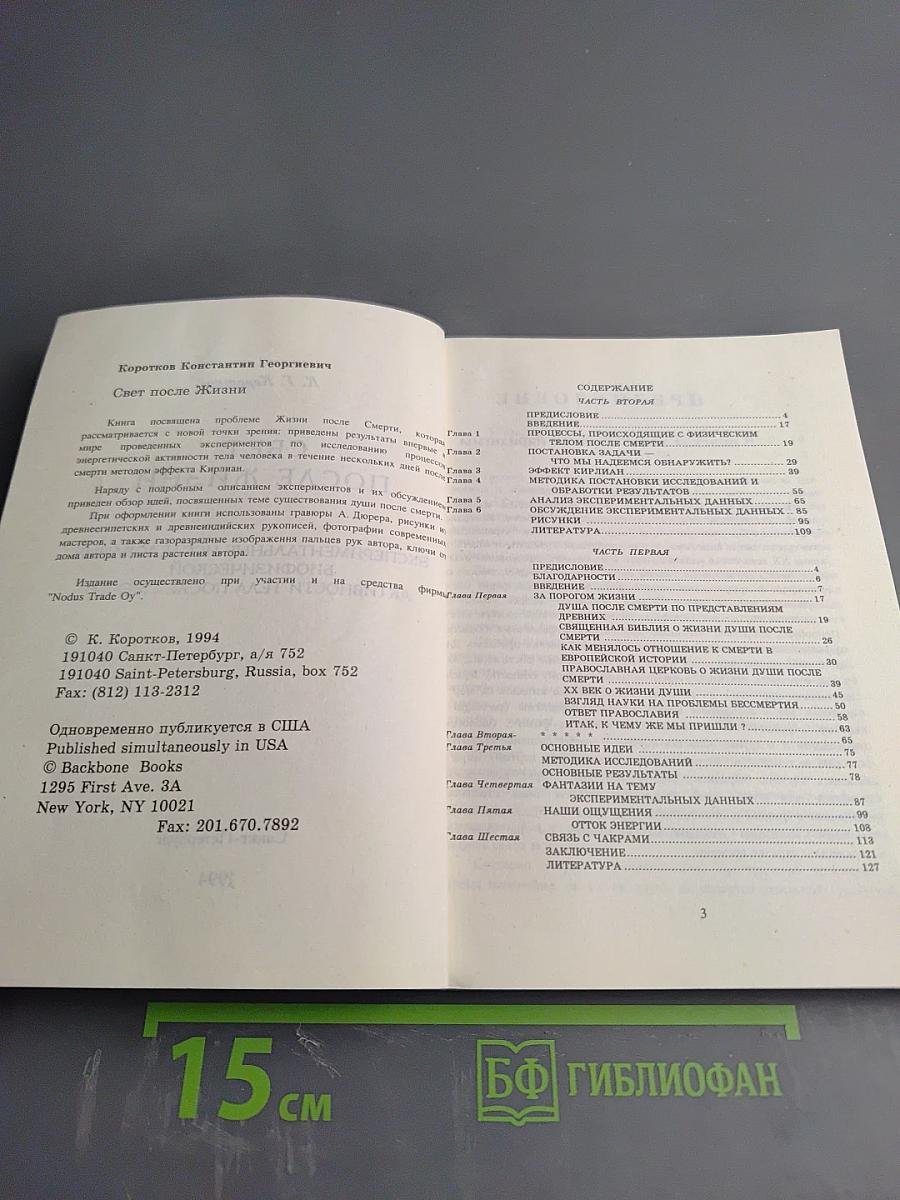 Коротков Константин Георгиевич
Свет после Жизни
Книга посвящена проблеме Жизни после Смерти, котора
рассматривается с новой точки зрения: приведены результаты впервые в
мире проведенных экспериментов по исследованию процессов
энергетической активности тела человека в течение нескольких дней после
смерти методом эффекта Кирлиан.
Наряду с подробным описанием экспериментов и их обсуждением
приведен обзор идей, посвященных теме существования души после смерти.
При оформлении книги использованы гравюры А. Дюрера, рисунки из
древнеегипетских и древнеиндийских рукописей, фотографии современных
мастеров, а также газоразрядные изображения пальцев рук автора, ключи от
дома автора и листа растения автора.
Издание осуществлено при участии и на средства фирмы
"Nodus Trade Oy".
© К. Коротков, 1994
191040 Санкт-Петербург, а/я 752
191040 Saint-Petersburg, Russia, box 752
Fax: (812) 113-2312
Одновременно публикуется в США
Published simultaneously in USA
© Backbone Books
1295 First Ave. 3A
New York, NY 10021
Fax: 201.670.7892
СОДЕРЖАНИЕ
ЧАСТЬ ВТОРАЯ
ПРЕДИСЛОВИЕ 4
ВВЕДЕНИЕ 17
Глава 1 ПРОЦЕССЫ, ПРОИСХОДЯЩИЕ С ФИЗИЧЕСКИМ
ТЕЛОМ ПОСЛЕ СМЕРТИ 19
Глава 2 ПОСТАНОВКА ЗАДАЧИ —
ЧТО МЫ НАДЕЕМСЯ ОБНАРУЖИТЬ? 29
Глава 3 ЭФФЕКТ КИРЛИАН 39
Глава 4 МЕТОДИКА ПОСТАНОВКИ ИССЛЕДОВАНИЙ И
ОБРАБОТКИ РЕЗУЛЬТАТОВ 55
Глава 5 АНАЛИЗ ЭКСПЕРИМЕНТАЛЬНЫХ ДАННЫХ 65
Глава 6 ОБСУЖДЕНИЕ ЭКСПЕРИМЕНТАЛЬНЫХ ДАННЫХ 85
РИСУНКИ 95
ЛИТЕРАТУРА 109
ЧАСТЬ ПЕРВАЯ
ПРЕДИСЛОВИЕ 4
БЛАГОДАРНОСТИ 6
ВВЕДЕНИЕ 7
Глава Первая ЗА ПОРОГОМ ЖИЗНИ 17
ДУША ПОСЛЕ СМЕРТИ ПО ПРЕДСТАВЛЕНИЯМ
ДРЕВНИХ 19
СВЯЩЕННАЯ БИБЛИЯ О ЖИЗНИ ДУШИ ПОСЛЕ
СМЕРТИ 26
КАК МЕНЯЛОСЬ ОТНОШЕНИЕ К СМЕРТИ В
ЕВРОПЕЙСКОЙ ИСТОРИИ 30
ПРАВОСЛАВНАЯ ЦЕРКОВЬ О ЖИЗНИ ДУШИ ПОСЛЕ
СМЕРТИ 39
XX ВЕК О ЖИЗНИ ДУШИ 45
ВЗГЛЯД НАУКИ НА ПРОБЛЕМЫ БЕССМЕРТИЯ 50
ОТВЕТ ПРАВОСЛАВИЯ 58
ИТАК, К ЧЕМУ ЖЕ МЫ ПРИШЛИ ? 63
Глава Вторая- * * * * * 65
Глава Третья ОСНОВНЫЕ ИДЕИ 75
МЕТОДИКА ИССЛЕДОВАНИЙ 77
ОСНОВНЫЕ РЕЗУЛЬТАТЫ 78
Глава Четвертая ФАНТАЗИИ НА ТЕМУ
ЭКСПЕРИМЕНТАЛЬНЫХ ДАННЫХ 87
Глава Пятая НАШИ ОЩУЩЕНИЯ 99
ОТТОК ЭНЕРГИИ 108
Глава Шестая СВЯЗЬ С ЧАКРАМИ 113
ЗАКЛЮЧЕНИЕ 121
ЛИТЕРАТУРА 127
3
15 см
БФ ГИБЛИОФАН